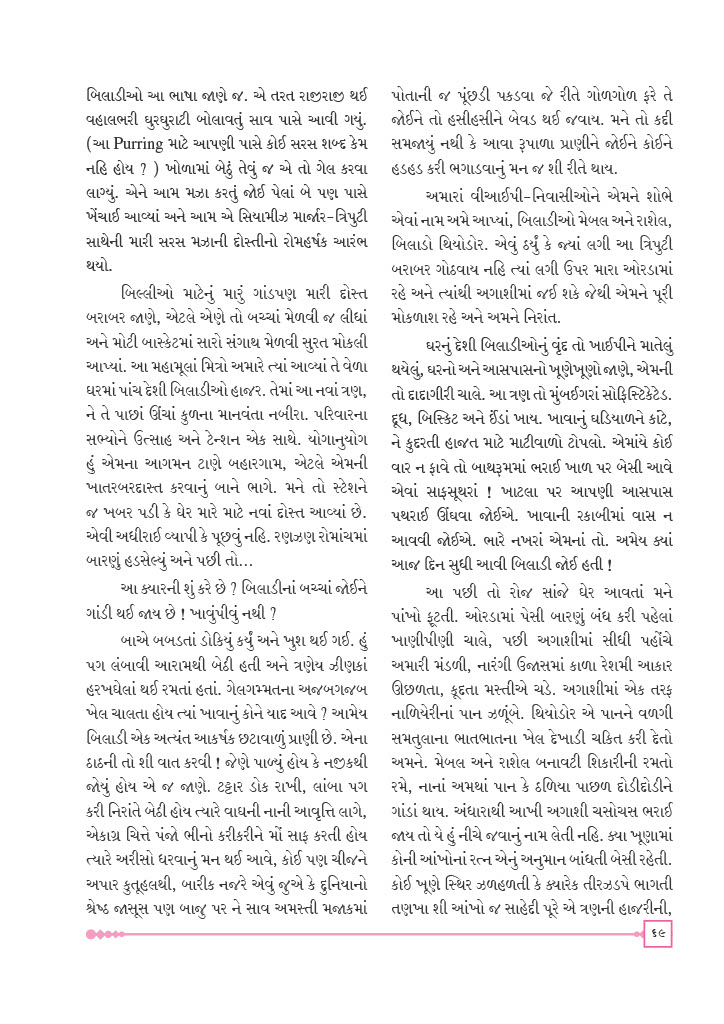 બિલાડીઓ આ ભાષા જાણે જ. એ તરત રાજીરાજી થઈ
વહાલભરી ઘુરઘુરાટી બોલાવતું સાવ પાસે આવી ગયું.
(આ Purring માટે આપણી પાસે કોઈ સરસ શબ્દ કેમ
નહિ હોય ? ) ખોળામાં બેઠું તેવું જ એ તો ગેલ કરવા
લાગ્યું. એને આમ મઝા કરતું જોઈ પેલાં બે પણ પાસે
ખેંચાઈ આવ્યાં અને આમ એ સિયામીઝ માર્જાર-ત્રિપુટી
સાથેની મારી સરસ મઝાની દોસ્તીનો રોમહર્ષક આરંભ
થયો.
બિલ્લીઓ માટેનું મારું ગાંડપણ મારી દોસ્ત
બરાબર જાણે, એટલે એણે તો બચ્ચાં મેળવી જ લીધાં
અને મોટી બાસ્કેટમાં સારો સંગાથ મેળવી સુરત મોકલી
આપ્યાં. આ મહામૂલાં મિત્રો અમારે ત્યાં આવ્યાં તે વેળા
ઘરમાં પાંચ દેશી બિલાડીઓ હાજર. તેમાં આ નવાં ત્રણ,
ને તે પાછાં ઊંચાં કુળના માનવંતા નબીરા. પરિવારના
સભ્યોને ઉત્સાહ અને ટેન્શન એક સાથે. યોગાનુયોગ
હું એમના આગમન ટાણે બહારગામ, એટલે એમની
ખાતરબરદાસ્ત કરવાનું બાને ભાગે. મને તો સ્ટેશને
જ ખબર પડી કે ઘેર મારે માટે નવાં દોસ્ત આવ્યાં છે.
એવી અધીરાઈ વ્યાપી કે પૂછવું નહિ. રણઝણ રોમાંચમાં
બારણું હડસેલ્યું અને પછી તો...
આ ક્યારની શું કરે છે ? બિલાડીનાં બચ્ચાં જોઈને
ગાંડી થઈ જાય છે ! ખાવુંપીવું નથી ?
બાએ બબડતાં ડોકિયું કર્યું અને ખુશ થઈ ગઈ. હું
પગ લંબાવી આરામથી બેઠી હતી અને ત્રણેય ઝીણકાં
હરખઘેલાં થઈ રમતાં હતાં. ગેલગમ્મતના અજબગજબ
ખેલ ચાલતા હોય ત્યાં ખાવાનું કોને યાદ આવે ? આમેય
બિલાડી એક અત્યંત આકર્ષક છટાવાળું પ્રાણી છે. એના
ઠાઠની તો શી વાત કરવી ! જેણે પાળ્યું હોય કે નજીકથી
જોયું હોય એ જ જાણે. ટટ્ટાર ડોક રાખી, લાંબા પગ
કરી નિરાંતે બેઠી હોય ત્યારે વાઘની નાની આવૃત્તિ લાગે,
એકાગ્ર ચિત્તે પંજો ભીનો કરીકરીને મોં સાફ કરતી હોય
ત્યારે અરીસો ધરવાનું મન થઈ આવે, કોઈ પણ ચીજને
અપાર કુતૂહલથી, બારીક નજરે એવું જુએ કે દુનિયાનો
શ્રેષ્ઠ જાસૂસ પણ બાજુ પર ને સાવ અમસ્તી મજાકમાં
પોતાની જ પૂંછડી પકડવા જે રીતે ગોળગોળ ફરે તે
જોઈને તો હસીહસીને બેવડ થઈ જવાય. મને તો કદી
સમજાયું નથી કે આવા રૂપાળા પ્રાણીને જોઈને કોઈને
હડહડ કરી ભગાડવાનું મન જ શી રીતે થાય.
અમારાં વીઆઈપી-નિવાસીઓને એમને શોભે
એવાં નામ અમે આપ્યાં, બિલાડીઓ મેબલ અને રાશેલ,
બિલાડો થિયોડોર. એવું ઠર્યું કે જ્યાં લગી આ ત્રિપુટી
બરાબર ગોઠવાય નહિ ત્યાં લગી ઉપર મારા ઓરડામાં
રહે અને ત્યાંથી અગાશીમાં જઈ શકે જેથી એમને પૂરી
મોકળાશ રહે અને અમને નિરાંત.
ઘરનું દેશી બિલાડીઓનું વૃંદ તો ખાઈપીને માતેલું
થયેલું, ઘરનો અને આસપાસનો ખૂણેખૂણો જાણે, એમની
તો દાદાગીરી ચાલે. આ ત્રણ તો મુંબઈગરાં સોફિસ્ટિકેટેડ.
દૂધ, બિસ્કિટ અને ઈંડાં ખાય. ખાવાનું ઘડિયાળને કાંટે,
ને કુદરતી હાજત માટે માટીવાળો ટોપલો. એમાંયે કોઈ
વાર ન ફાવે તો બાથરૂમમાં ભરાઈ ખાળ પર બેસી આવે
એવાં સાફસૂથરાં ! ખાટલા પર આપણી આસપાસ
પથરાઈ ઊંઘવા જોઈએ. ખાવાની રકાબીમાં વાસ ન
આવવી જોઈએ. ભારે નખરાં એમનાં તો. અમેય ક્યાં
આજ દિન સુધી આવી બિલાડી જોઈ હતી !
આ પછી તો રોજ સાંજે ઘેર આવતાં મને
પાંખો ફૂટતી. ઓરડામાં પેસી બારણું બંધ કરી પહેલાં
ખાણીપીણી ચાલે, પછી અગાશીમાં સીધી પહોંચે
અમારી મંડળી, નારંગી ઉજાસમાં કાળા રેશમી આકાર
ઊછળતા, કૂદતા મસ્તીએ ચડે. અગાશીમાં એક તરફ
નાળિયેરીનાં પાન ઝળૂંબે. થિયોડોર એ પાનને વળગી
સમતુલાના ભાતભાતના ખેલ દેખાડી ચકિત કરી દેતો
અમને. મેબલ અને રાશેલ બનાવટી શિકારીની રમતો
રમે, નાનાં અમથાં પાન કે ઠળિયા પાછળ દોડીદોડીને
ગાંડાં થાય. અંધારાથી આખી અગાશી ચસોચસ ભરાઈ
જાય તો યે હું નીચે જવાનું નામ લેતી નહિ. ક્યા ખૂણામાં
કોની આંખોનાં રત્ન એનું અનુમાન બાંધતી બેસી રહેતી.
કોઈ ખૂણે સ્થિર ઝળહળતી કે ક્યારેક તીરઝડપે ભાગતી
તણખા શી આંખો જ સાહેદી પૂરે એ ત્રણની હાજરીની,
૬૯